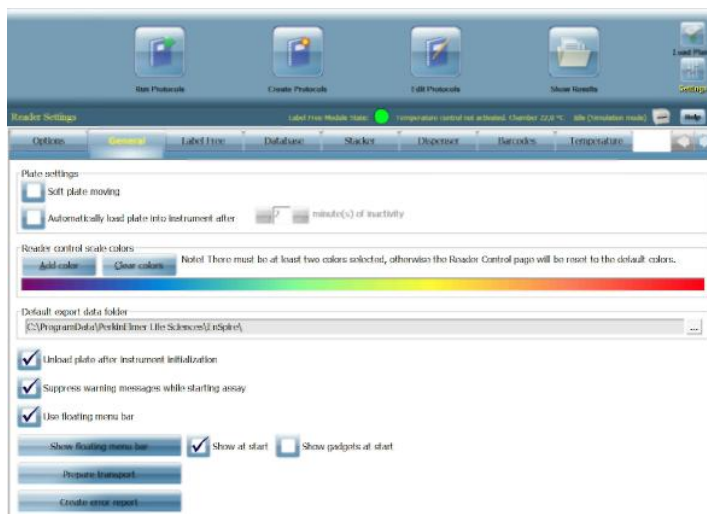 Run Protocols
Create Protocols
Edit Protocols
Show Results
Load Plate
Settings
Reader Settings
Label Free Module State:
Temperature control not activated. Chamber 22,0 °C
Idle (Simulation mode)
Help
Options
General
Label Free
Database
Stacker
Dispenser
Barcodes
Temperature
Plate settings
Soft plate moving
Automatically load plate into instrument after 2 minute(s) of inactivity
Reader control scale colors
Add color
Clear colors
Note! There must be at least two colors selected, otherwise the Reader Control page will be reset to the default colors.
Default export data folder
C:\ProgramData\PerkinElmer Life Sciences\EnSpire\
...
Unload plate after instrument initialization
Suppress warning messages while starting assay
Use floating menu bar
Show floating menu bar
Show at start
Show gadgets at start
Prepare transport
Create error report